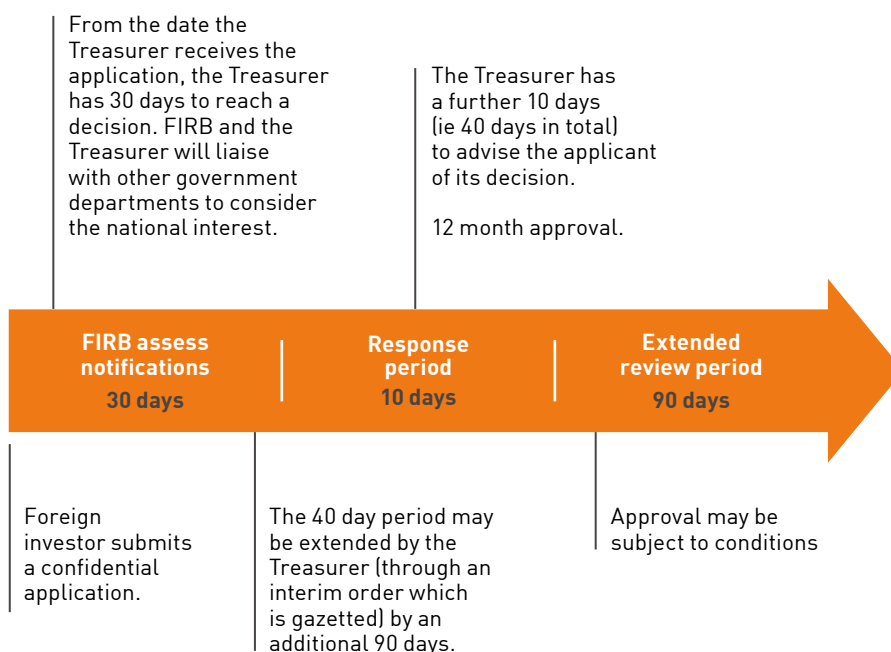 From the date the
Treasurer receives the
application, the Treasurer
has 30 days to reach a
decision. FIRB and the
Treasurer will liaise
with other government
departments to consider
the national interest.
The Treasurer has
a further 10 days
(ie 40 days in total)
to advise the applicant
of its decision.
12 month approval.
FIRB assess
notifications
30 days
Response
period
10 days
Extended
review period
90 days
Foreign
investor submits
a confidential
application.
The 40 day period may
be extended by the
Treasurer (through an
interim order which
is gazetted) by an
additional 90 days.
Approval may be
subject to conditions